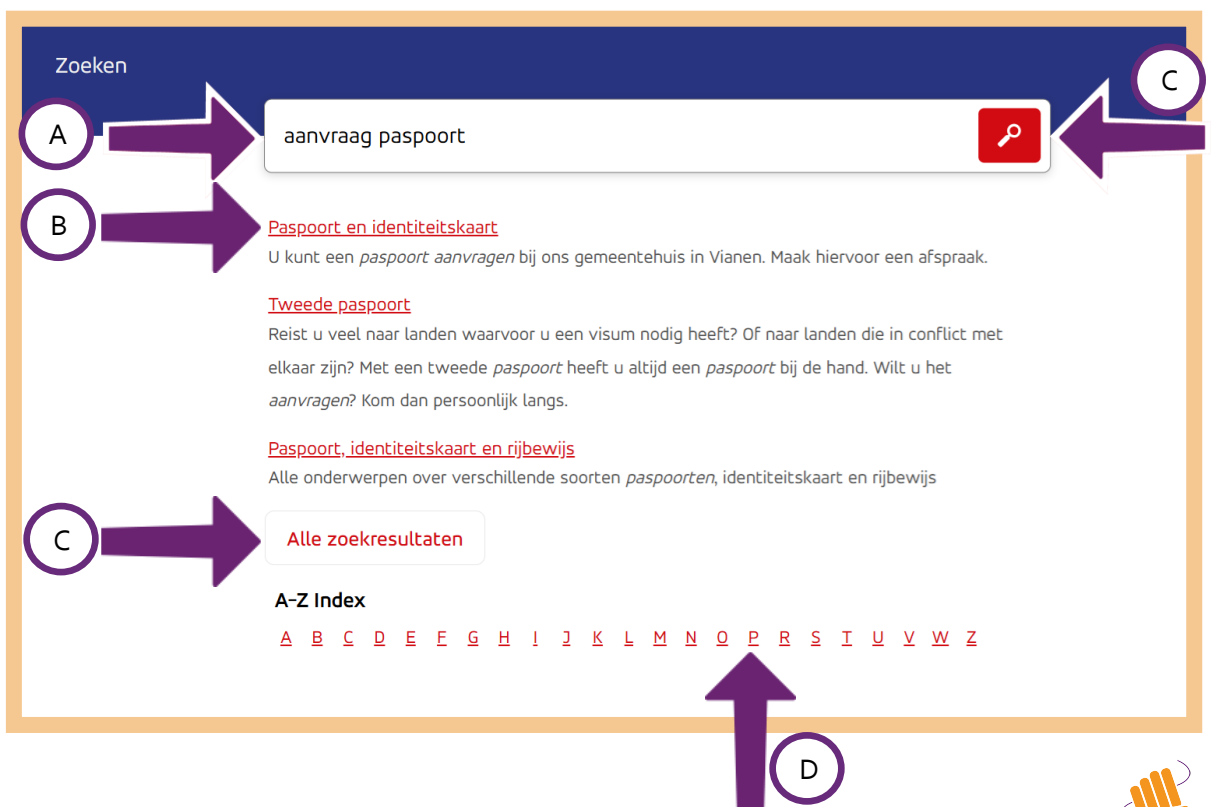 Zoeken
C
A
aanvraag paspoort
B
Paspoort en identiteitskaart
U kunt een paspoort aanvragen bij ons gemeentehuis in Vianen. Maak hiervoor een afspraak.
Tweede paspoort
Reist u veel naar landen waarvoor u een visum nodig heeft? Of naar landen die in conflict met
elkaar zijn? Met een tweede paspoort heeft u altijd een paspoort bij de hand. Wilt u het
aanvragen? Kom dan persoonlijk langs.
Paspoort, identiteitskaart en rijbewijs
Alle onderwerpen over verschillende soorten paspoorten, identiteitskaart en rijbewijs
C
Alle zoekresultaten
A-Z Index
A B C D E F G H I J K L M N O P R S T U V W Z
D